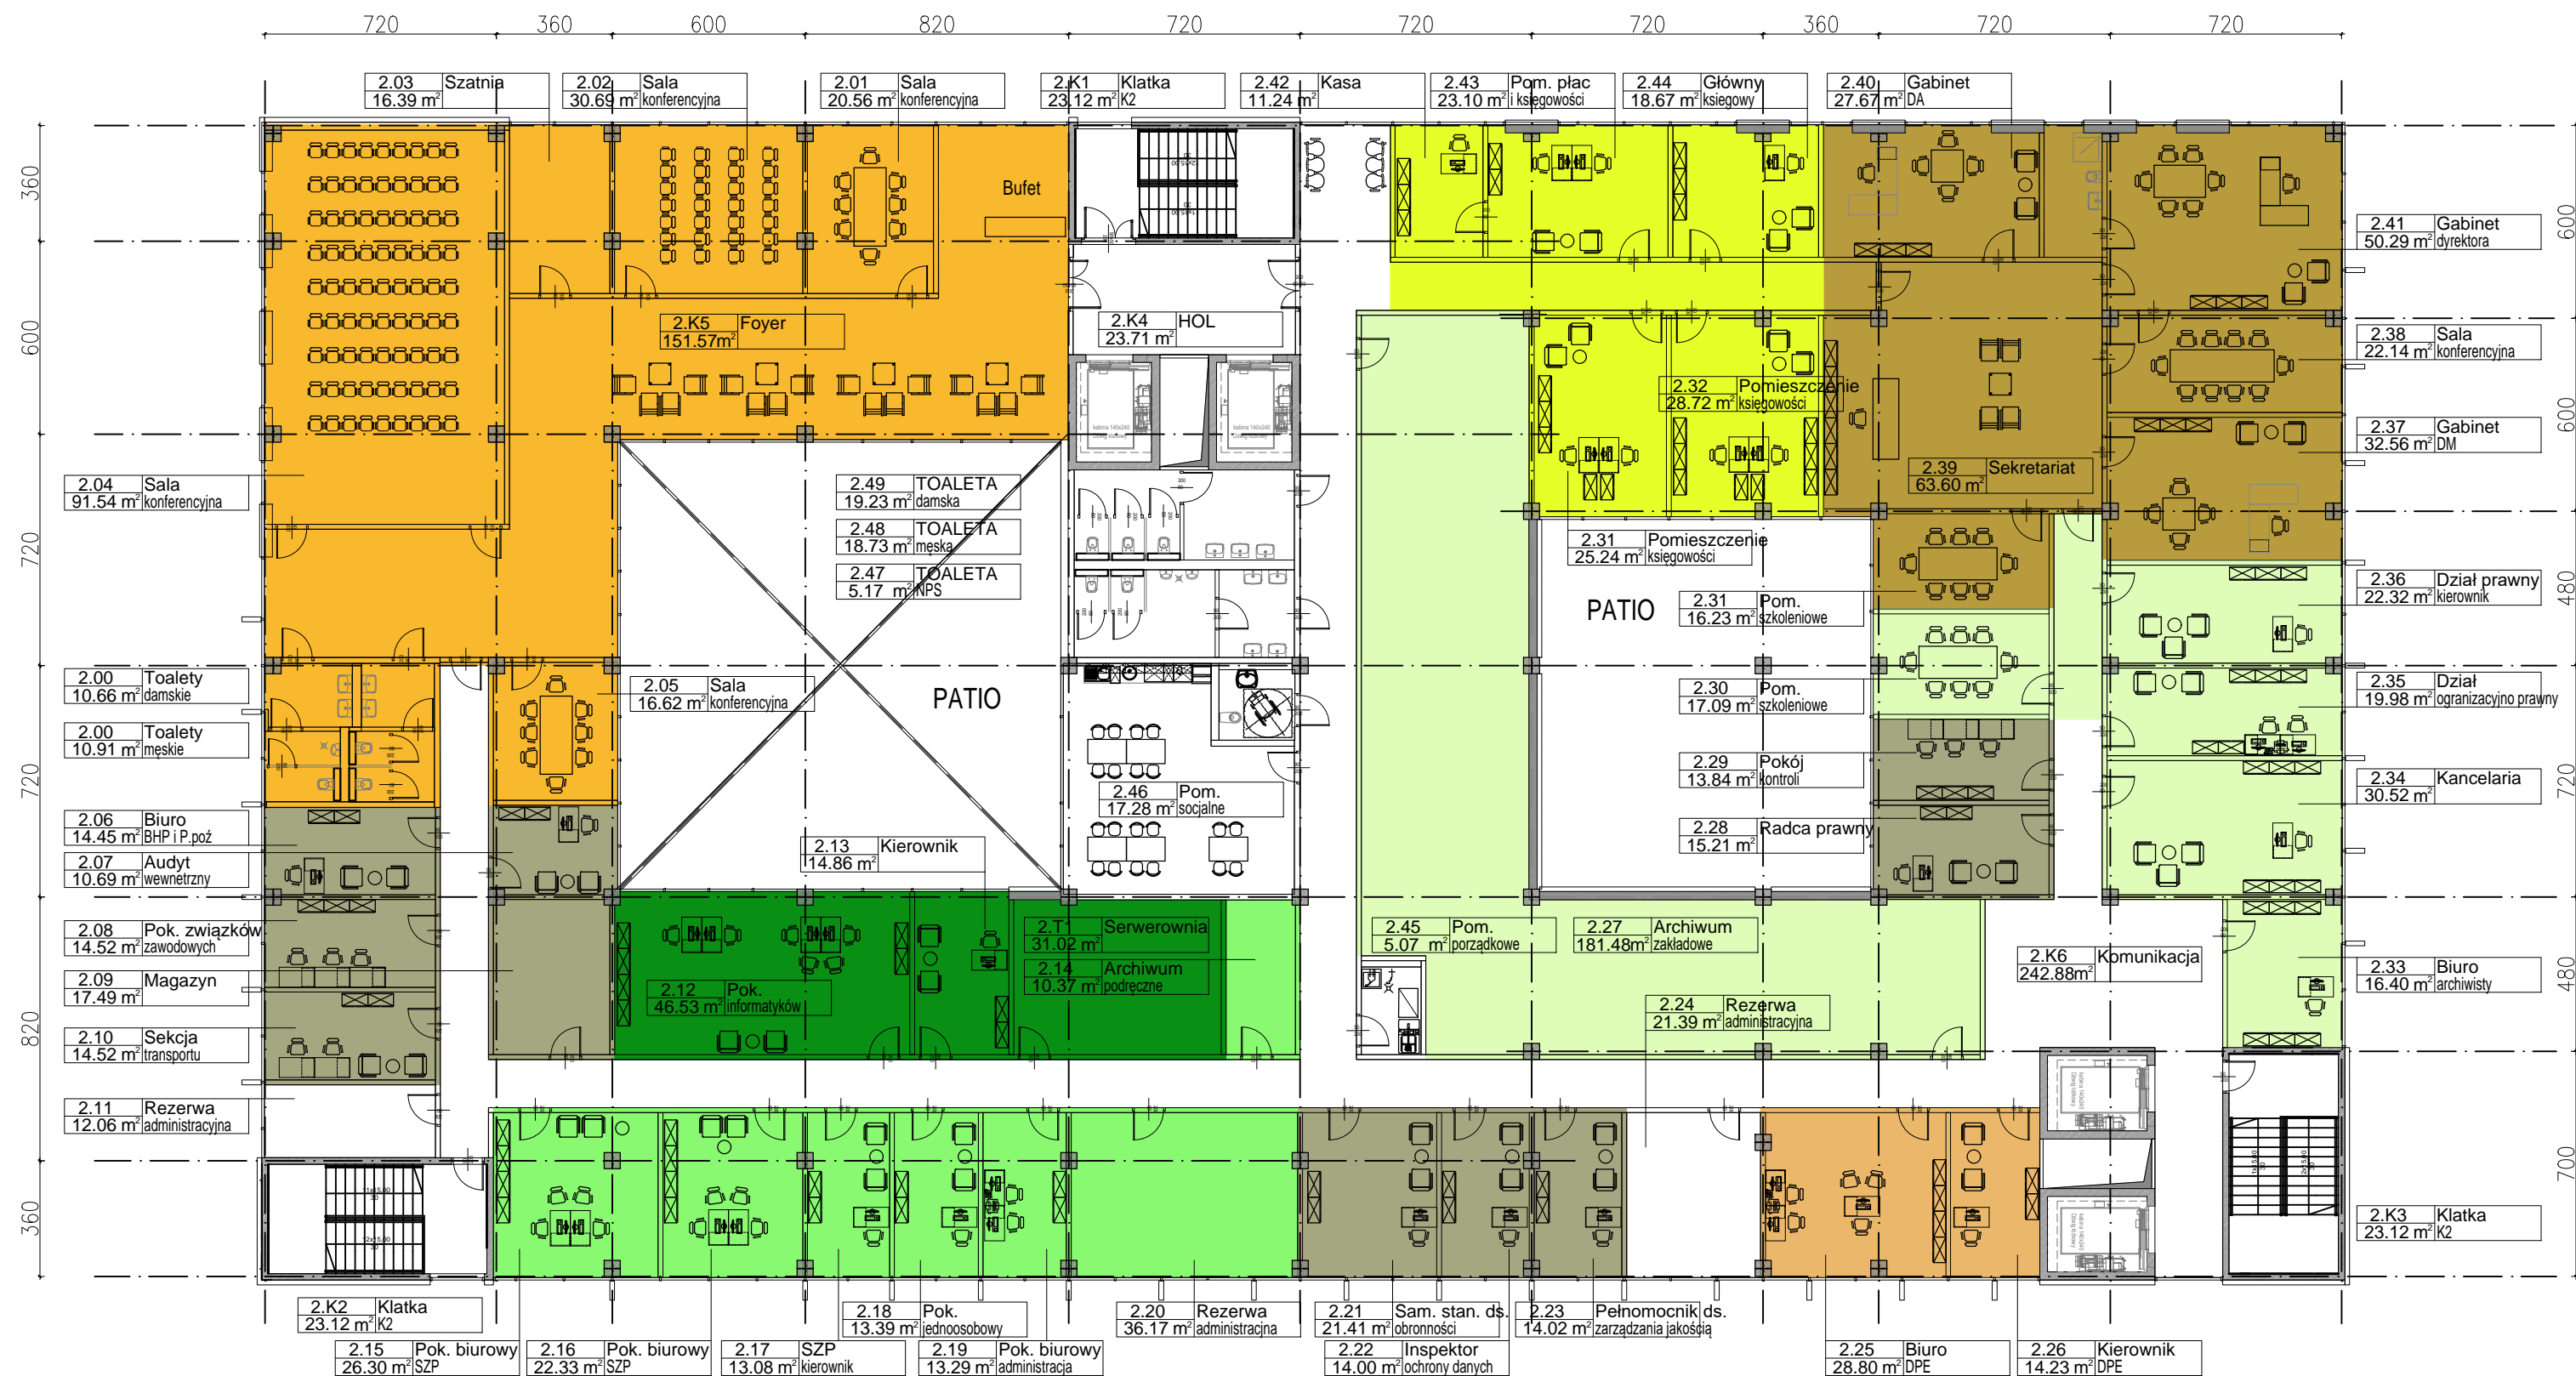 720 360 600 820 720 720 720 360 720 720
2.03 Szatnia
16.39 m²
2.02 Sala
30.69 m² konferencyjna
2.01 Sala
20.56 m² konferencyjna
2.K1 Klatka
23.12 m² K2
2.42 Kasa
11.24 m²
2.43 Pom. płac
23.10 m² i księgowości
2.44 Główny
18.67 m² ksiegowy
2.40 Gabinet
27.67 m² DA
Bufet
360
600
720
720
820
360
600
600
480
720
480
700
2.41 Gabinet
50.29 m² dyrektora
2.K5 Foyer
151.57m²
2.K4 HOL
23.71 m²
2.38 Sala
22.14 m² konferencyjna
2.32 Pomieszczenie
28.72 m² księgowości
kabina 140x240
kabina 140x240
2.37 Gabinet
32.56 m² DM
2.39 Sekretariat
63.60 m²
2.04 Sala
91.54 m² konferencyjna
2.49 TOALETA
19.23 m² damska
2.48 TOALETA
18.73 m² męska
2.47 TOALETA
5.17 m² NPS
2.31 Pomieszczenie
25.24 m² księgowości
PATIO
2.31 Pom.
16.23 m² szkoleniowe
2.36 Dział prawny
22.32 m² kierownik
2.00 Toalety
10.66 m² damskie
2.05 Sala
16.62 m² konferencyjna
PATIO
2.30 Pom.
17.09 m² szkoleniowe
2.35 Dział
19.98 m² ogranizacyjno prawny
2.00 Toalety
10.91 m² męskie
2.29 Pokój
13.84 m² kontroli
2.34 Kancelaria
30.52 m²
2.46 Pom.
17.28 m² socjalne
2.06 Biuro
14.45 m² BHP i P.poż
2.28 Radca prawny
15.21 m²
2.13 Kierownik
14.86 m²
2.07 Audyt
10.69 m² wewnetrzny
2.08 Pok. związków
14.52 m² zawodowych
2.T1 Serwerownia
31.02 m²
2.45 Pom.
5.07 m² porządkowe
2.27 Archiwum
181.48m² zakładowe
2.K6 Komunikacja
242.88m²
2.33 Biuro
16.40 m² archiwisty
2.14 Archiwum
10.37 m² podręczne
2.09 Magazyn
17.49 m²
2.12 Pok.
46.53 m² informatyków
2.24 Rezerwa
21.39 m² administracyjna
2.10 Sekcja
14.52 m² transportu
2.11 Rezerwa
12.06 m² administracyjna
2.K3 Klatka
23.12 m² K2
2.K2 Klatka
23.12 m² K2
2.18 Pok.
13.39 m² jednoosobowy
2.20 Rezerwa
36.17 m² administracjna
2.21 Sam. stan. ds.
21.41 m² obronności
2.23 Pełnomocnik ds.
14.02 m² zarządzania jakością
2.15 Pok. biurowy
26.30 m² SZP
2.16 Pok. biurowy
22.33 m² SZP
2.17 SZP
13.08 m² kierownik
2.19 Pok. biurowy
13.29 m² administracja
2.22 Inspektor
14.00 m² ochrony danych
2.25 Biuro
28.80 m² DPE
2.26 Kierownik
14.23 m² DPE